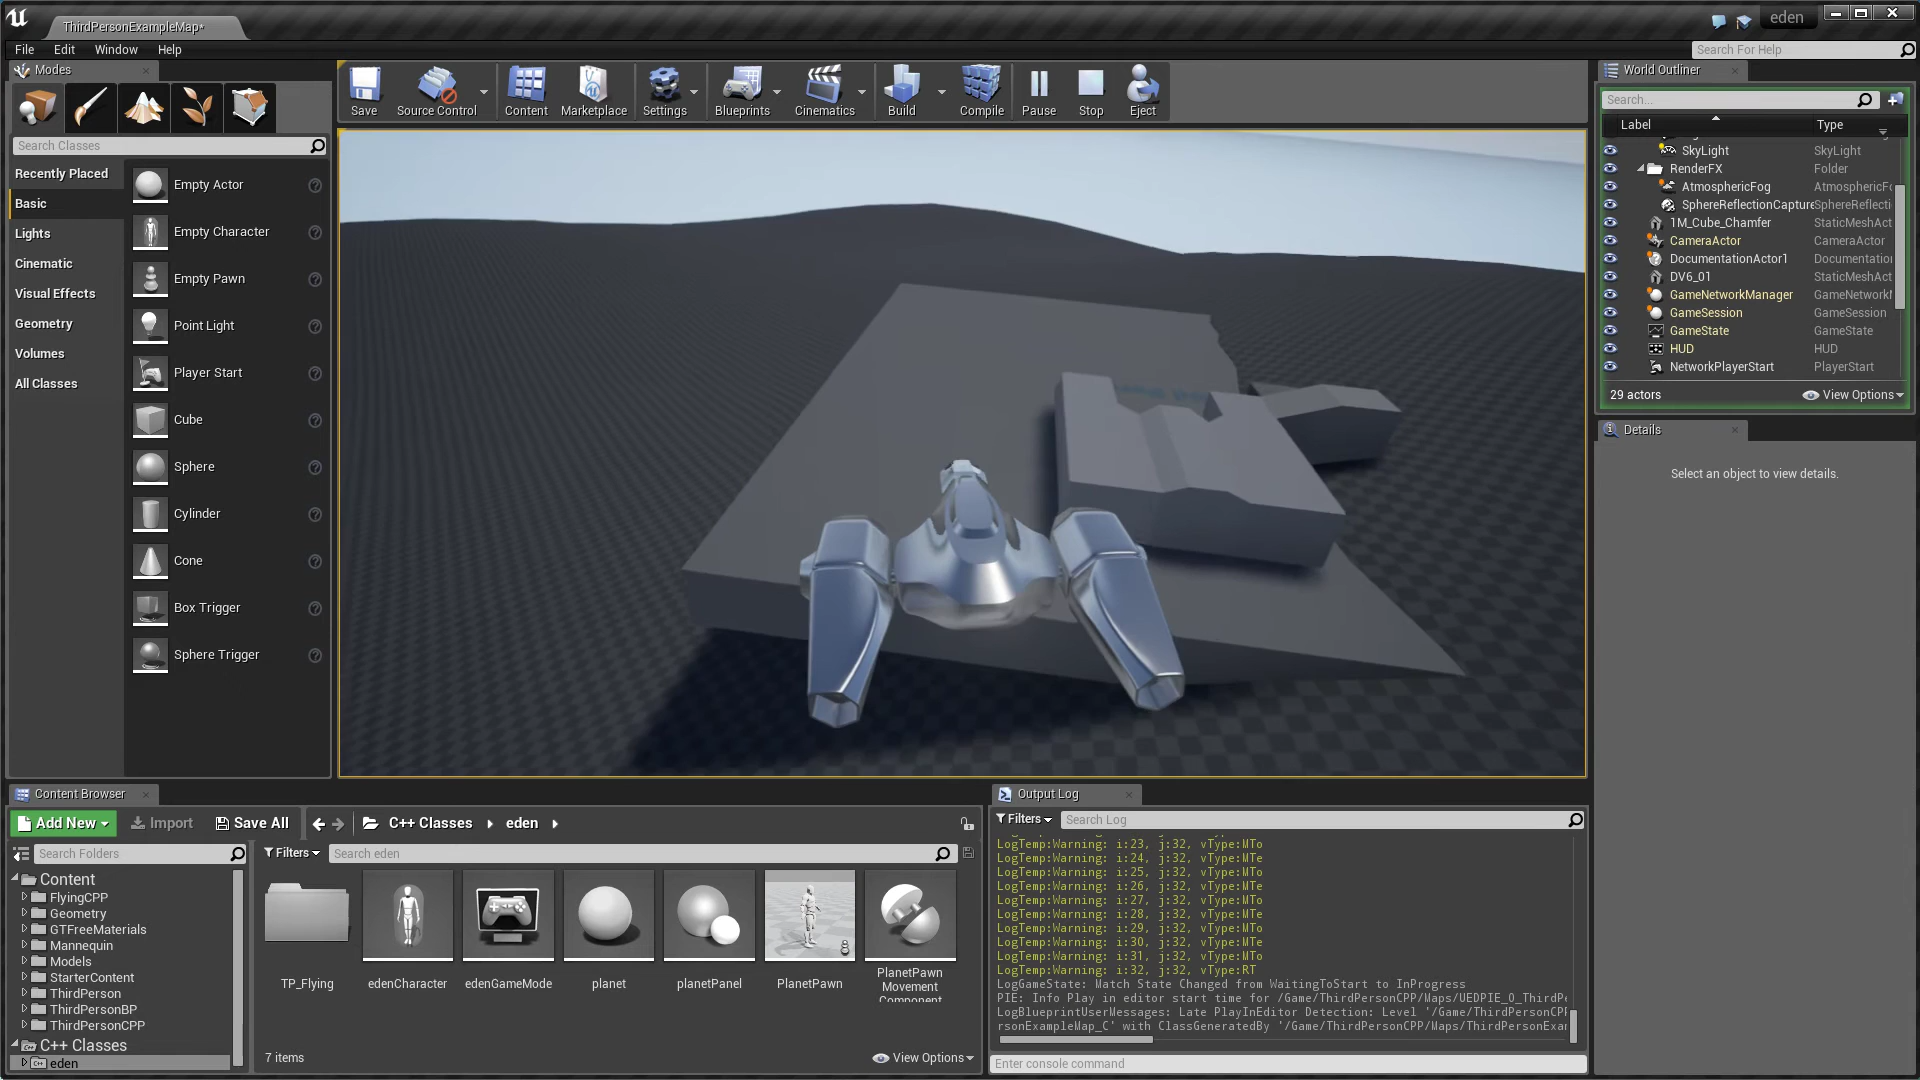 ThirdPersonExampleMap*
eden
File Edit Window Help
Search For Help
Modes
Search Classes
Recently Placed
Basic
Lights
Cinematic
Visual Effects
Geometry
Volumes
All Classes
Empty Actor
Empty Character
Empty Pawn
Point Light
Player Start
Cube
Sphere
Cylinder
Cone
Box Trigger
Sphere Trigger
Save Source Control Content Marketplace Settings Blueprints Cinematics Build Compile Pause Stop Eject
World Outliner
Search...
Label Type
SkyLight SkyLight
RenderFX Folder
AtmosphericFog AtmosphericFo
SphereReflectionCapture SphereReflecti
1M_Cube_Chamfer StaticMeshAct
CameraActor CameraActor
DocumentationActor1 Documentation
DV6_01 StaticMeshAct
GameNetworkManager GameNetworkM
GameSession GameSession
GameState GameState
HUD HUD
NetworkPlayerStart PlayerStart
29 actors View Options
Details
Select an object to view details.
Content Browser
Add New Import Save All C++ Classes eden
Search Folders
Content
FlyingCPP
Geometry
GTFreeMaterials
Mannequin
Models
StarterContent
ThirdPerson
ThirdPersonBP
ThirdPersonCPP
C++ Classes
eden
Filters Search eden
TP_Flying
edenCharacter
edenGameMode
planet
planetPanel
PlanetPawn
PlanetPawn
Movement
Component
7 items View Options
Output Log
Filters Search Log
LogTemp:Warning: i:23, j:32, vType:MTo
LogTemp:Warning: i:24, j:32, vType:MTe
LogTemp:Warning: i:25, j:32, vType:MTo
LogTemp:Warning: i:26, j:32, vType:MTe
LogTemp:Warning: i:27, j:32, vType:MTo
LogTemp:Warning: i:28, j:32, vType:MTe
LogTemp:Warning: i:29, j:32, vType:MTo
LogTemp:Warning: i:30, j:32, vType:MTe
LogTemp:Warning: i:31, j:32, vType:MTo
LogTemp:Warning: i:32, j:32, vType:RT
LogGameState: Match State Changed from WaitingToStart to InProgress
PIE: Info Play in editor start time for /Game/ThirdPersonCPP/Maps/UEDPIE_0_ThirdPe
LogBlueprintUserMessages: Late PlayInEditor Detection: Level '/Game/ThirdPersonCPP
rsonExampleMap_C' with ClassGeneratedBy '/Game/ThirdPersonCPP/Maps/ThirdPersonExam
Enter console command